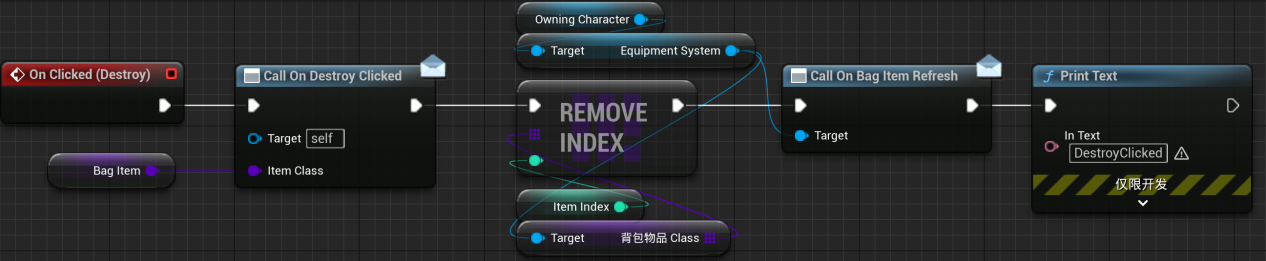 Owning Character
Target Equipment System
On Clicked (Destroy)
Call On Destroy Clicked
Target self
Bag Item
Item Class
REMOVE
INDEX
Item Index
Target 背包物品 Class
Call On Bag Item Refresh
Target
Print Text
In Text
DestroyClicked
仅限开发